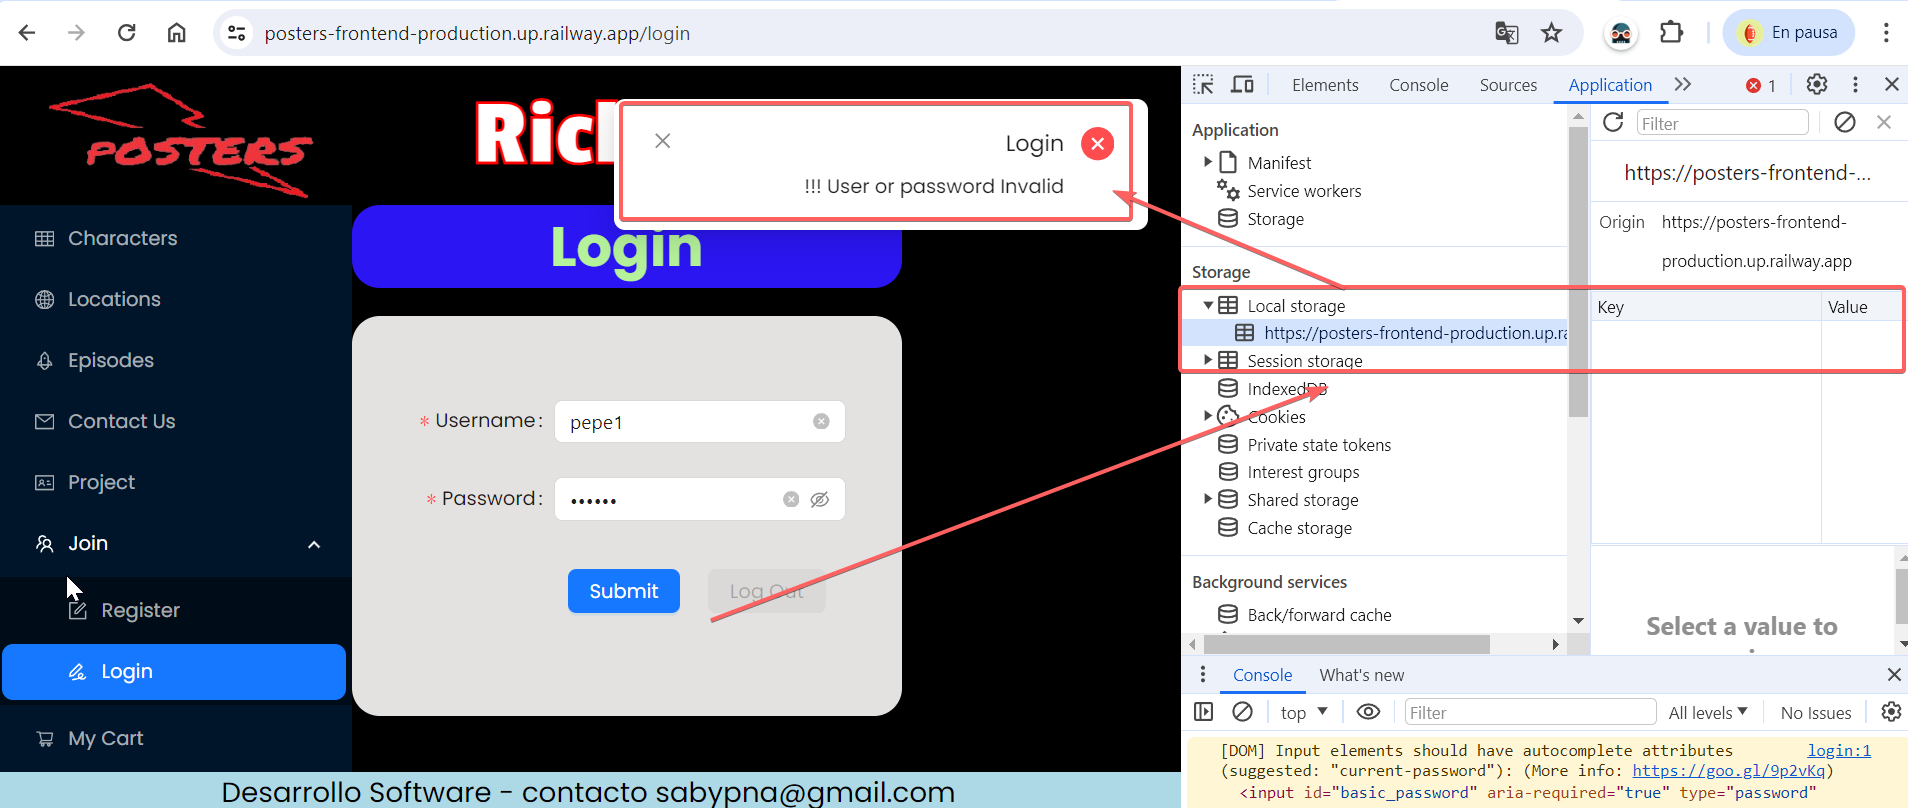 posters-frontend-production.up.railway.app/login
En pausa
POSTERS
Rick
Login
!!! User or password Invalid
Login
Characters
Locations
Episodes
Contact Us
Project
Join
Register
Login
My Cart
* Username :
pepe1
* Password :
••••••
Submit
Log Out
Desarrollo Software - contacto sabypna@gmail.com
Elements
Console
Sources
Application
1
Application
Manifest
Service workers
Storage
Storage
Local storage
https://posters-frontend-production.up.ra
Session storage
IndexedDB
Cookies
Private state tokens
Interest groups
Shared storage
Cache storage
Background services
Back/forward cache
Filter
https://posters-frontend-...
Origin
https://posters-frontend-
production.up.railway.app
Key
Value
Select a value to
Console
What's new
top
Filter
All levels
No Issues
[DOM] Input elements should have autocomplete attributes
login:1
(suggested: "current-password"): (More info: https://goo.gl/9p2vKq)
<input id="basic_password" aria-required="true" type="password"